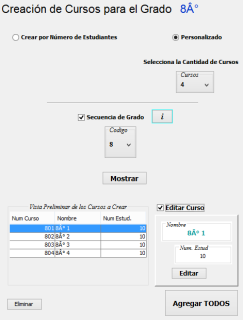 Creación de Cursos para el Grado 8Â°
Crear por Número de Estudiantes
Personalizado
Selecciona la Cantidad de Cursos
Cursos
4
Secuencia de Grado
i
Codigo
8
Mostrar
Vista Preliminar de los Cursos a Crear
Num Curso Nombre Num Estud.
801 8Â° 1 10
802 8Â° 2 10
803 8Â° 3 10
804 8Â° 4 10
Editar Curso
Nombre
8Â° 1
Num. Estud
10
Editar
Eliminar
Agregar TODOS